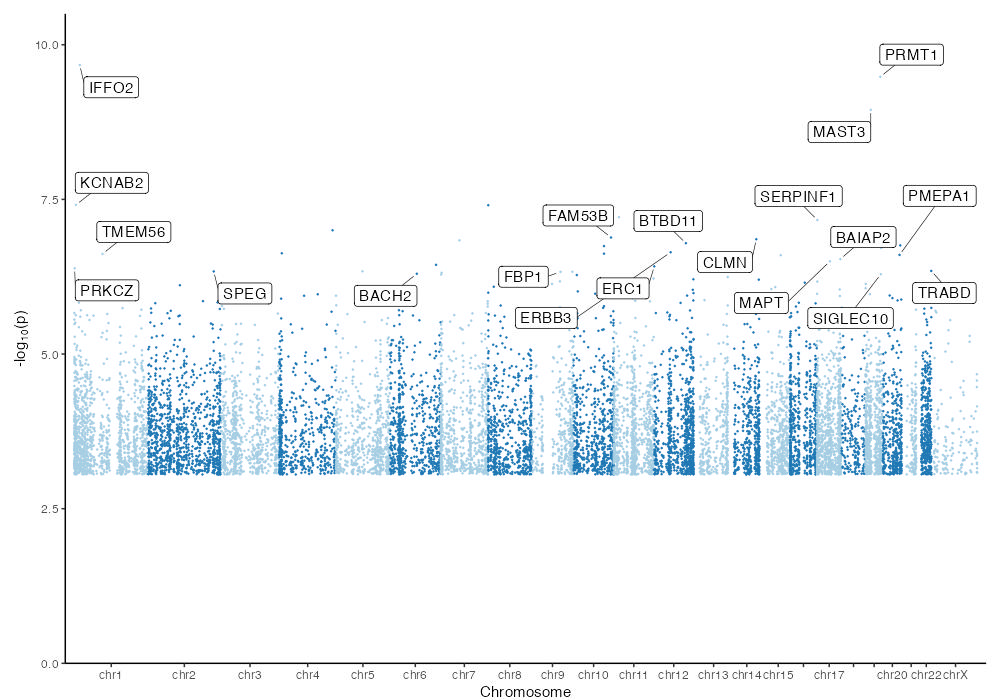 10.0
PRMT1
IFFO2
MAST3
KCNAB2
7.5
SERPINF1
PMEPA1
FAM53B
BTBD11
TMEM56
BAIAP2
CLMN
FBP1
PRKCZ
SPEG
BACH2
ERC1
MAPT
TRABD
ERBB3
SIGLEC10
-log10(p)
5.0
2.5
0.0
chr1 chr2 chr3 chr4 chr5 chr6 chr7 chr8 chr9 chr10 chr11 chr12 chr13 chr14 chr15 chr17 chr20 chr22 chrX
Chromosome